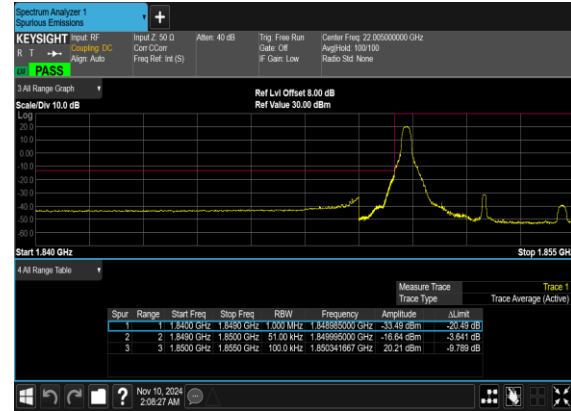 Spectrum Analyzer 1
Spurious Emissions
KEYSIGHT Input: RF Input Z: 50 Ω Atten: 40 dB Trig: Free Run Center Freq: 22.005000000 GHz
R T Coupling: DC Corr CCorr Gate: Off Avg|Hold: 100/100
Align: Auto Freq Ref: Int (S) IF Gain: Low Radio Std: None
PASS
3 All Range Graph
Ref Lvl Offset 8.00 dB
Scale/Div 10.0 dB Ref Value 30.00 dBm
Log
20.0
10.0
0.00
-10.0
-20.0
-30.0
-40.0
-50.0
-60.0
Start 1.840 GHz Stop 1.855 GH
4 All Range Table
Measure Trace Trace 1
Trace Type Trace Average (Active)
Spur Range Start Freq Stop Freq RBW Frequency Amplitude ΔLimit
1 1 1.8400 GHz 1.8490 GHz 1.000 MHz 1.848985000 GHz -33.49 dBm -20.49 dB
2 2 1.8490 GHz 1.8500 GHz 51.00 kHz 1.849995000 GHz -16.64 dBm -3.641 dB
3 3 1.8500 GHz 1.8550 GHz 100.0 kHz 1.850341667 GHz 20.21 dBm -9.789 dB
? Nov 10, 2024
2:08:27 AM